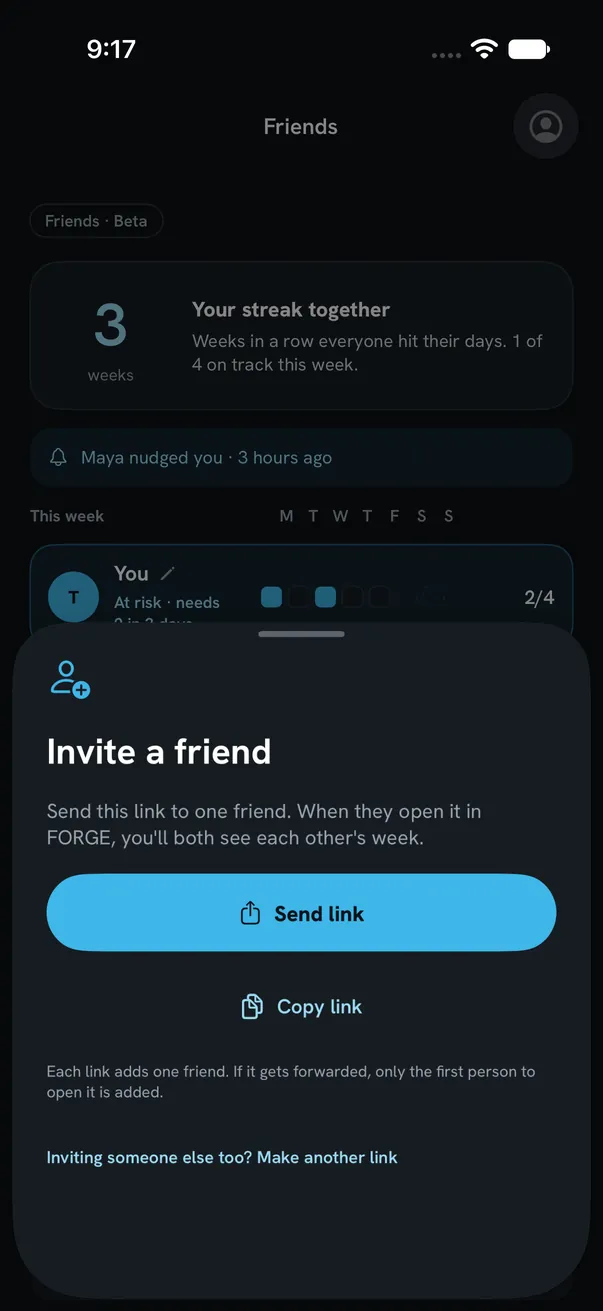 9:17
Friends
Friends · Beta
3
weeks
Your streak together
Weeks in a row everyone hit their days. 1 of
4 on track this week.
Maya nudged you · 3 hours ago
This week M T W T F S S
T
You
At risk · needs
2/4
Invite a friend
Send this link to one friend. When they open it in
FORGE, you'll both see each other's week.
Send link
Copy link
Each link adds one friend. If it gets forwarded, only the first person to
open it is added.
Inviting someone else too? Make another link